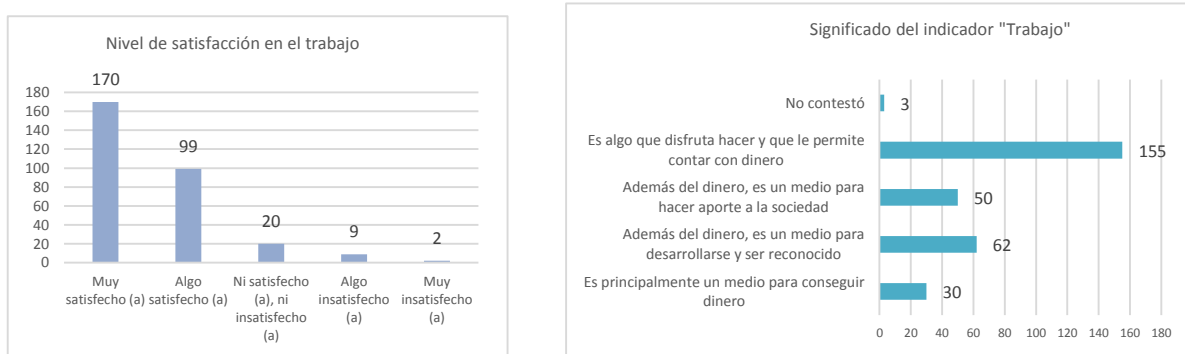 Nivel de satisfacción en el trabajo
180
160
140
120
100
80
60
40
20
0
170
99
20
9
2
Muy
satisfecho (a)
Algo
satisfecho (a)
Ni satisfecho
(a), ni
insatisfecho
(a)
Algo
insatisfecho
(a)
Muy
insatisfecho
(a)
Significado del indicador "Trabajo"
No contestó
3
Es algo que disfruta hacer y que le permite
contar con dinero
155
Además del dinero, es un medio para
hacer aporte a la sociedad
50
Además del dinero, es un medio para
desarrollarse y ser reconocido
62
Es principalmente un medio para conseguir
dinero
30
0 20 40 60 80 100 120 140 160 180